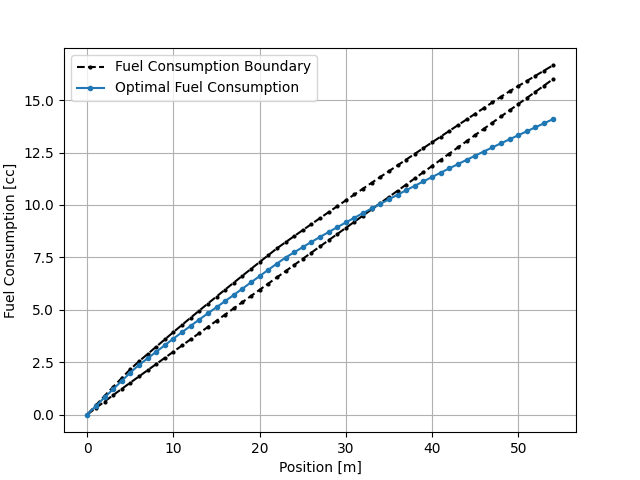 Fuel Consumption Boundary
Optimal Fuel Consumption
Fuel Consumption [cc]
15.0
12.5
10.0
7.5
5.0
2.5
0.0
0 10 20 30 40 50
Position [m]